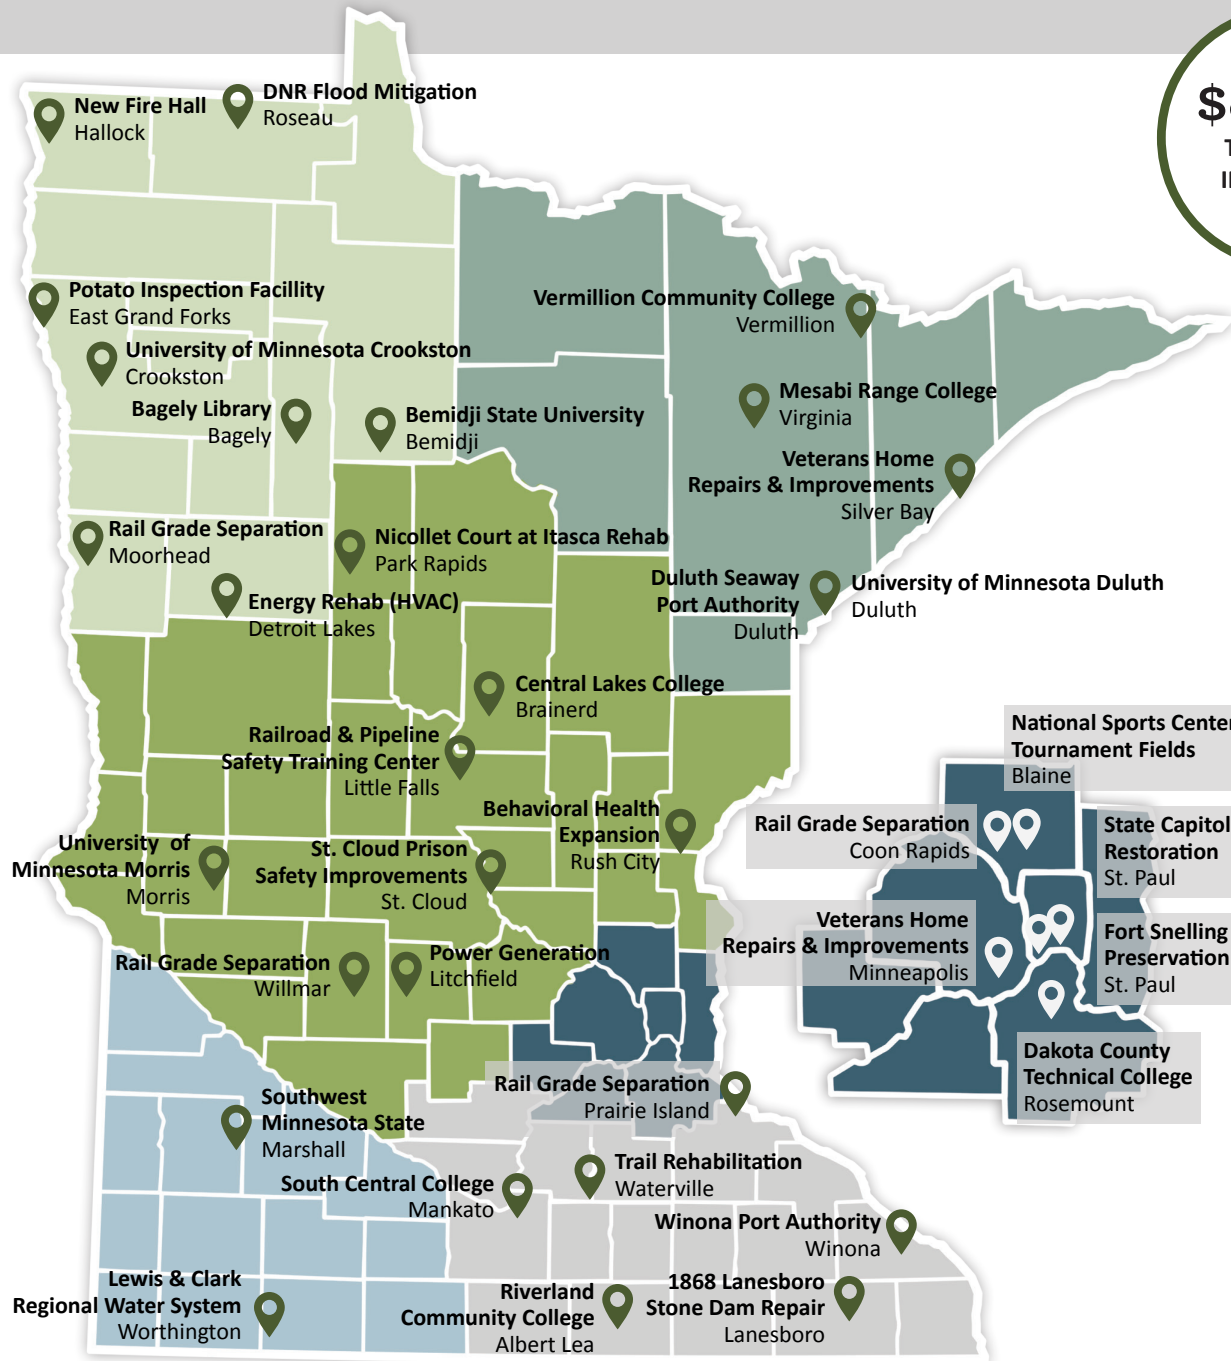 $
DNR Flood Mitigation
Roseau
New Fire Hall
Hallock
Potato Inspection Facillity
East Grand Forks
Vermillion Community College
Vermillion
University of Minnesota Crookston
Crookston
Mesabi Range College
Virginia
Bagely Library
Bagely
Bemidji State University
Bemidji
Veterans Home
Repairs & Improvements
Silver Bay
Rail Grade Separation
Moorhead
Nicollet Court at Itasca Rehab
Park Rapids
Duluth Seaway
Port Authority
Duluth
University of Minnesota Duluth
Duluth
Energy Rehab (HVAC)
Detroit Lakes
Central Lakes College
Brainerd
Railroad & Pipeline
Safety Training Center
Little Falls
National Sports Center
Tournament Fields
Blaine
Behavioral Health
Expansion
Rush City
Rail Grade Separation
Coon Rapids
State Capitol
Restoration
St. Paul
University of
Minnesota Morris
Morris
St. Cloud Prison
Safety Improvements
St. Cloud
Veterans Home
Repairs & Improvements
Minneapolis
Fort Snelling
Preservation
St. Paul
Rail Grade Separation
Willmar
Power Generation
Litchfield
Dakota County
Technical College
Rosemount
Rail Grade Separation
Prairie Island
Southwest
Minnesota State
Marshall
Trail Rehabilitation
Waterville
South Central College
Mankato
Winona Port Authority
Winona
Lewis & Clark
Regional Water System
Worthington
Riverland
Community College
Albert Lea
1868 Lanesboro
Stone Dam Repair
Lanesboro